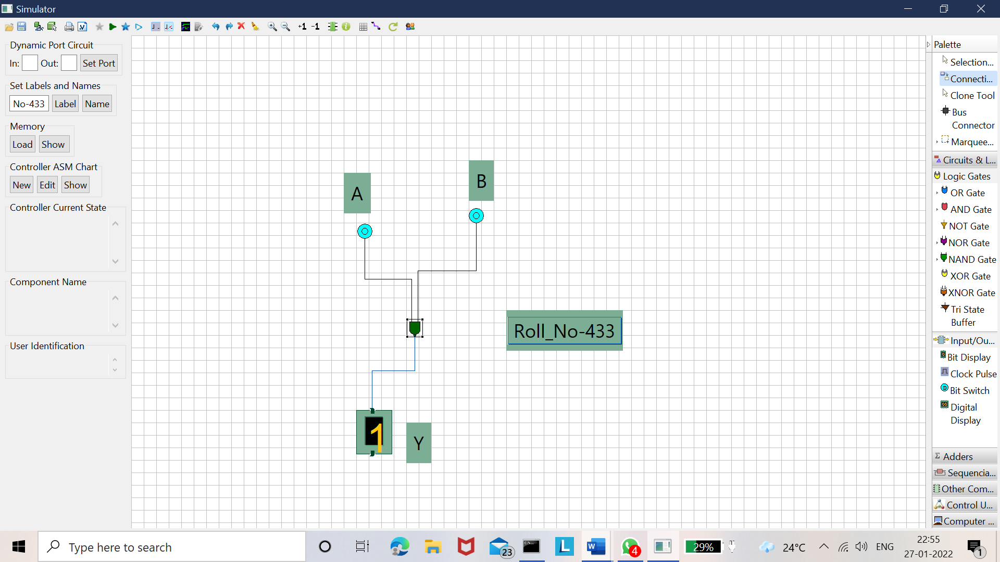 Simulator
+1 -1
Dynamic Port Circuit
In: Out: Set Port
Set Labels and Names
No-433 Label Name
Memory
Load Show
Controller ASM Chart
New Edit Show
Controller Current State
Component Name
User Identification
A
B
Roll_No-433
1
Y
Palette
Selection...
Connecti...
Clone Tool
Bus
Connector
Marquee...
Circuits & L...
Logic Gates
OR Gate
AND Gate
NOT Gate
NOR Gate
NAND Gate
XOR Gate
XNOR Gate
Tri State
Buffer
Input/Ou...
Bit Display
Clock Pulse
Bit Switch
Digital
Display
Adders
Sequencia...
Other Com...
Control U...
Computer ...
Type here to search
23
4
29%
24°C
ENG
22:55
27-01-2022
1